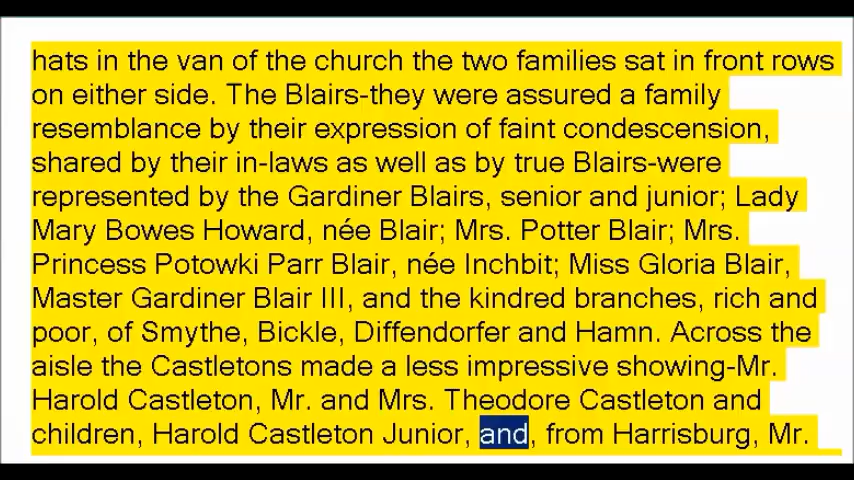 hats in the van of the church the two families sat in front rows
on either side. The Blairs-they were assured a family
resemblance by their expression of faint condescension,
shared by their in-laws as well as by true Blairs-were
represented by the Gardiner Blairs, senior and junior; Lady
Mary Bowes Howard, née Blair; Mrs. Potter Blair; Mrs.
Princess Potowki Parr Blair, née Inchbit; Miss Gloria Blair,
Master Gardiner Blair III, and the kindred branches, rich and
poor, of Smythe, Bickle, Diffendorfer and Hamn. Across the
aisle the Castletons made a less impressive showing-Mr.
Harold Castleton, Mr. and Mrs. Theodore Castleton and
children, Harold Castleton Junior, and, from Harrisburg, Mr.